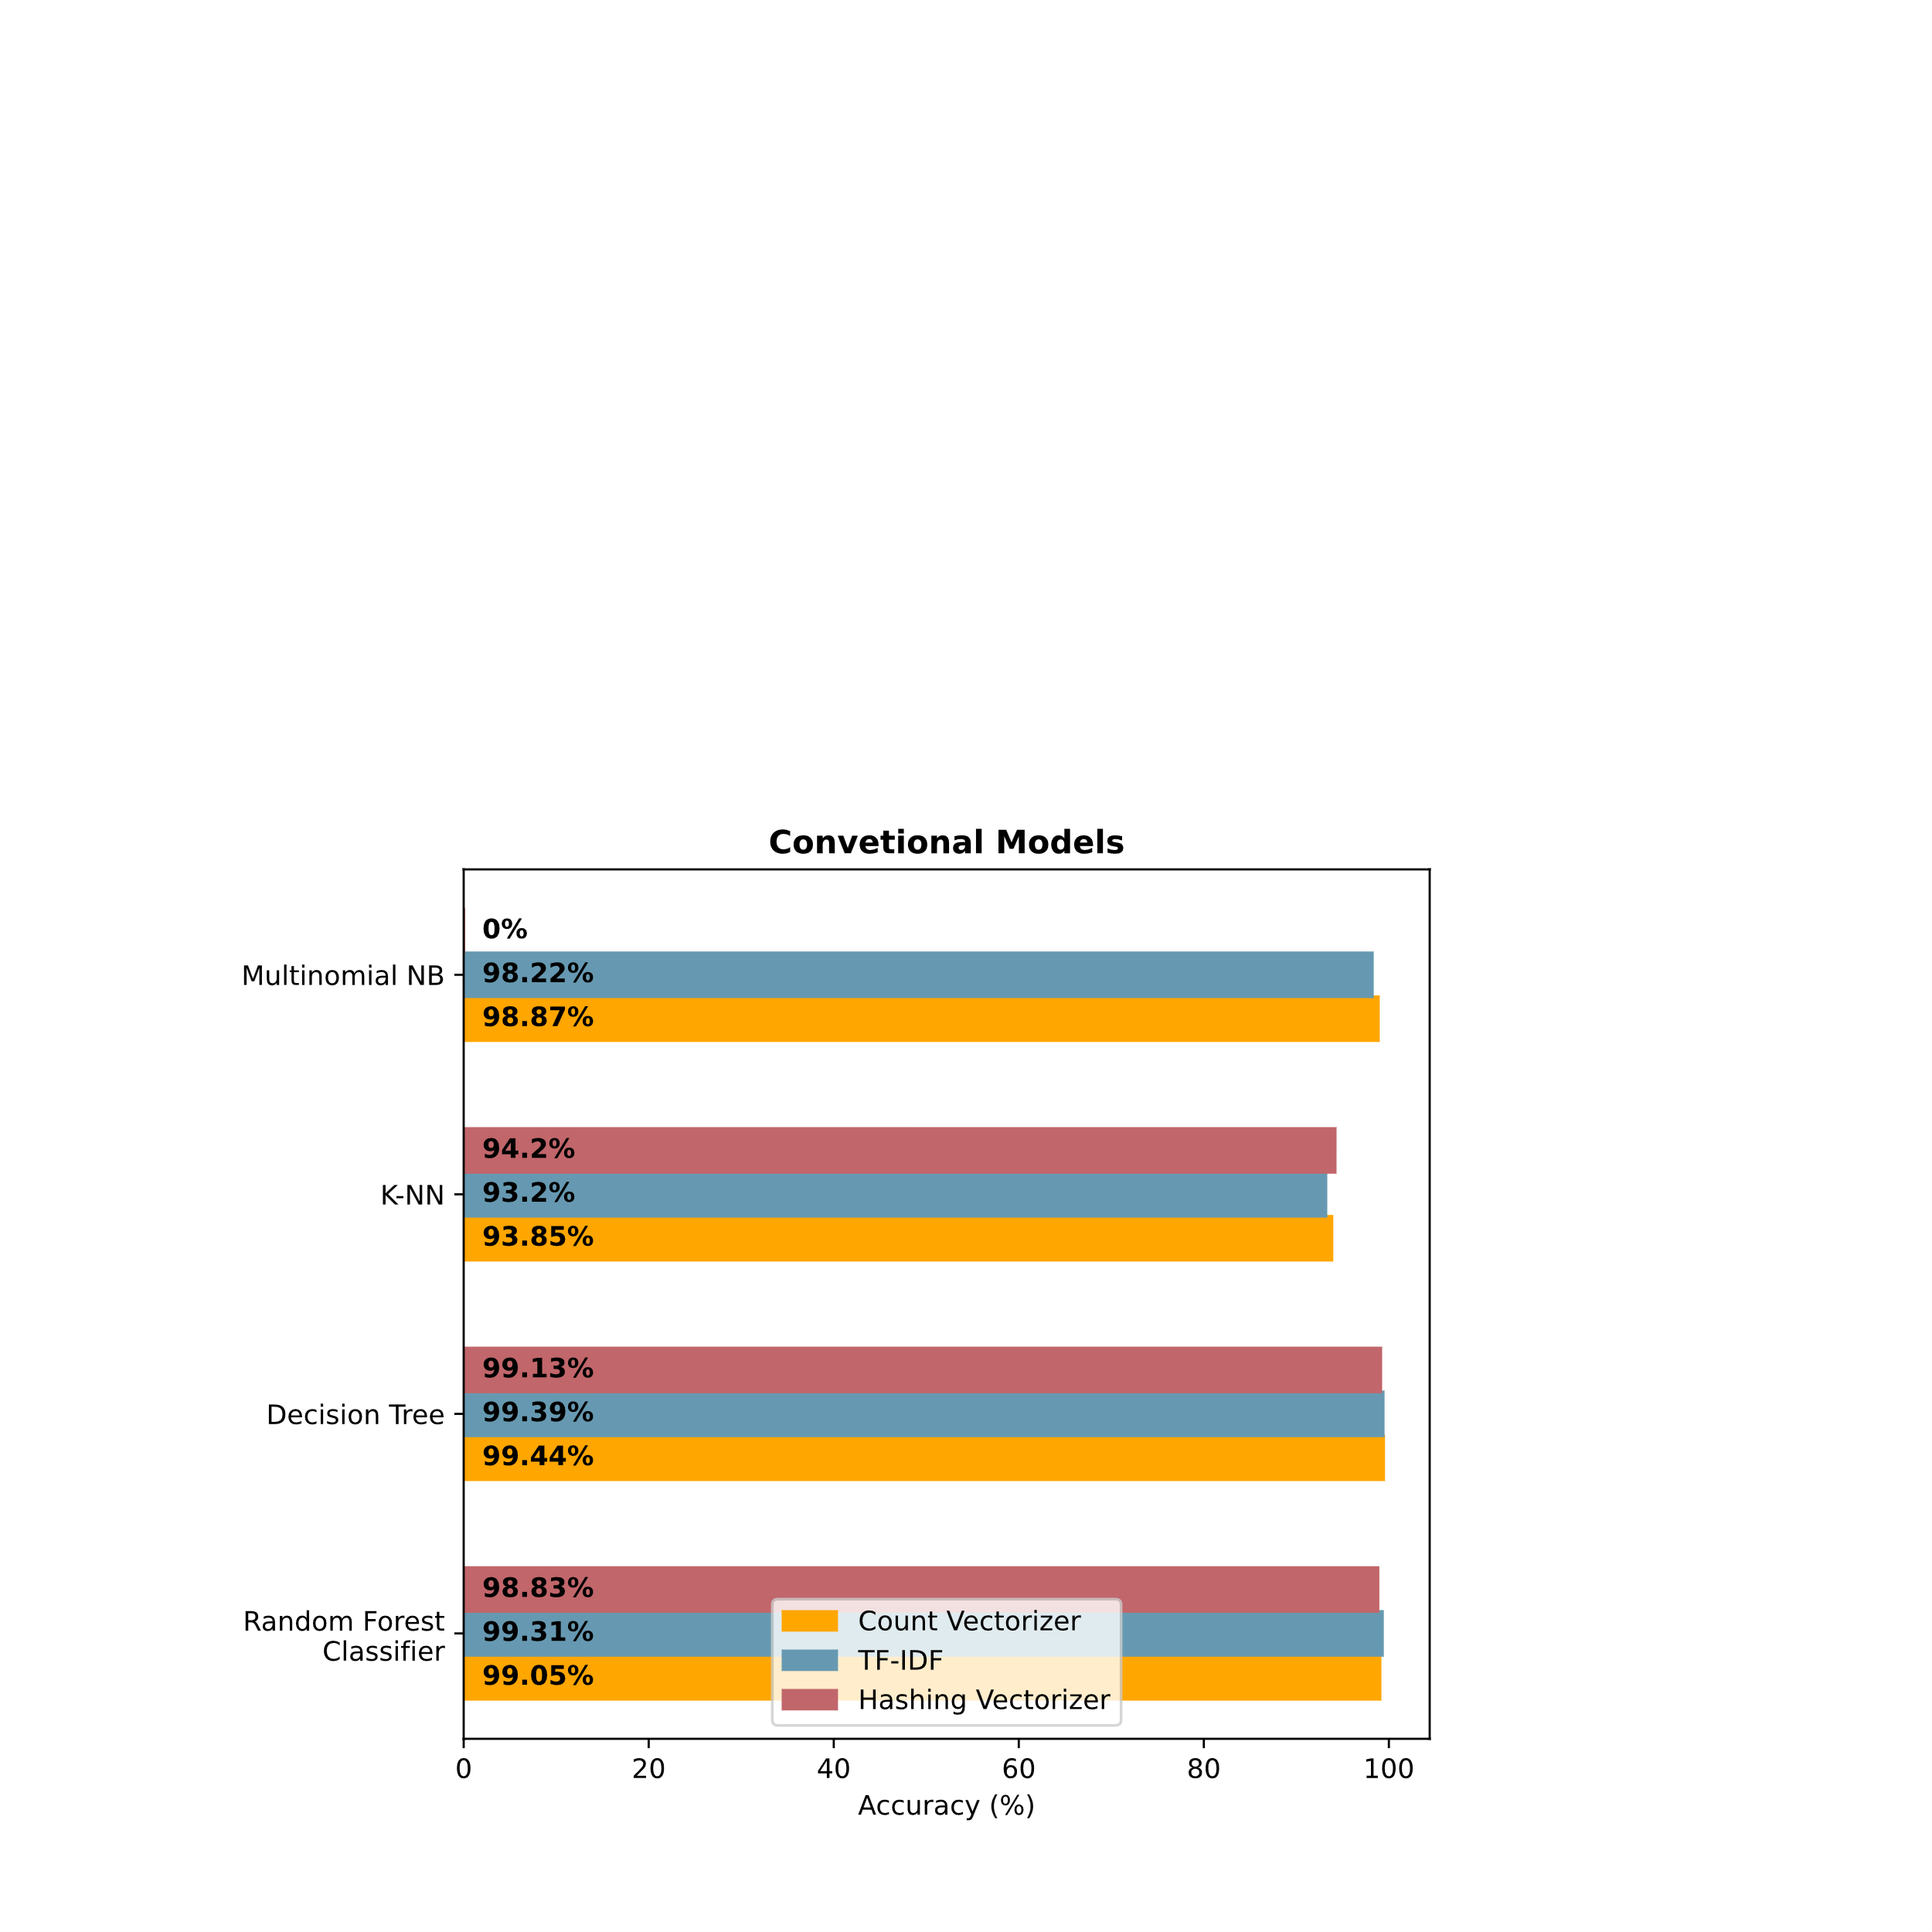 Convetional Models
0%
Multinomial NB
98.22%
98.87%
94.2%
K-NN
93.2%
93.85%
99.13%
Decision Tree
99.39%
99.44%
98.83%
Random Forest
Classifier
99.31%
99.05%
Count Vectorizer
TF-IDF
Hashing Vectorizer
0 20 40 60 80 100
Accuracy (%)